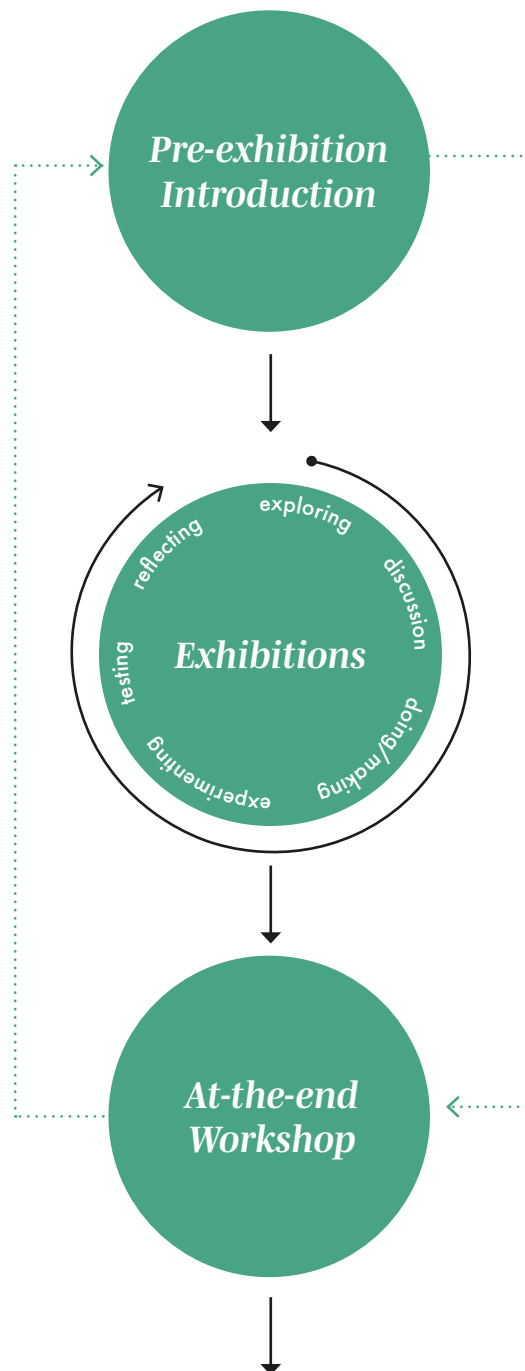 Pre-exhibition
Introduction
exploring
discussion
doing/making
experimenting
testing
reflecting
Exhibitions
At-the-end
Workshop